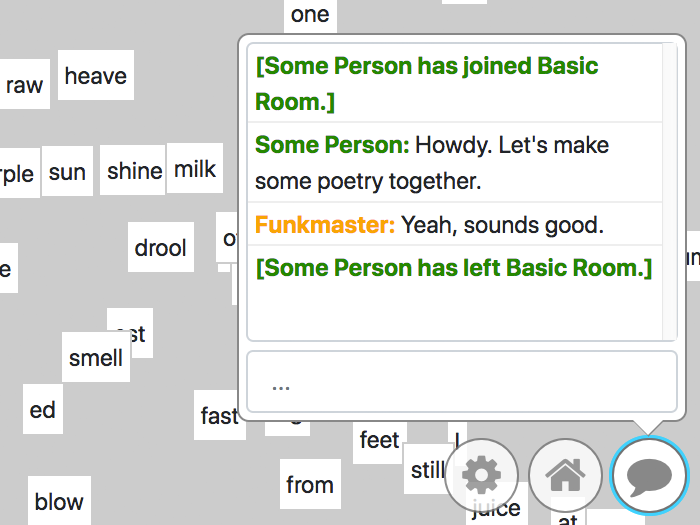 one
raw
heave
[Some Person has joined Basic
Room.]
Some Person: Howdy. Let's make
some poetry together.
Funkmaster: Yeah, sounds good.
[Some Person has left Basic Room.]
...
sun
shine
milk
drool
smell
ed
fast
feet
still
from
blow
juice
at